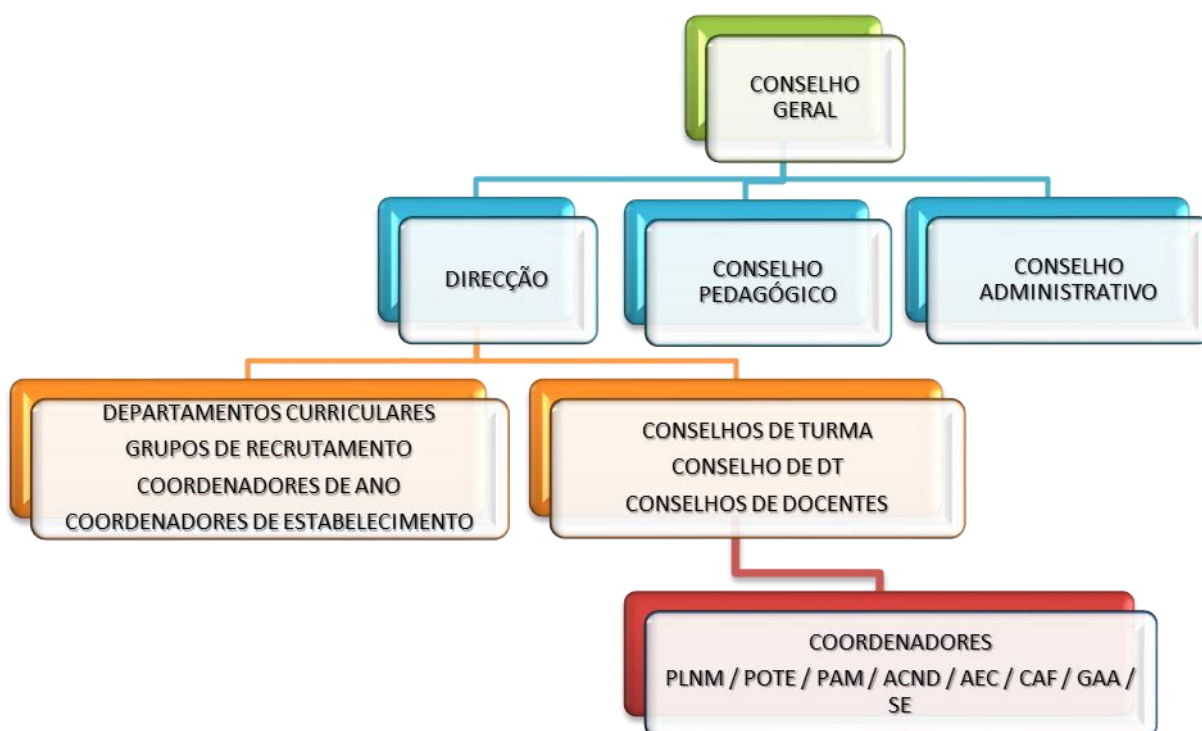 CONSELHO
GERAL
DIRECÇÃO
CONSELHO
PEDAGÓGICO
CONSELHO
ADMINISTRATIVO
DEPARTAMENTOS CURRICULARES
GRUPOS DE RECRUTAMENTO
COORDENADORES DE ANO
COORDENADORES DE ESTABELECIMENTO
CONSELHOS DE TURMA
CONSELHO DE DT
CONSELHOS DE DOCENTES
COORDENADORES
PLNM / POTE / PAM / ACND / AEC / CAF / GAA /
SE